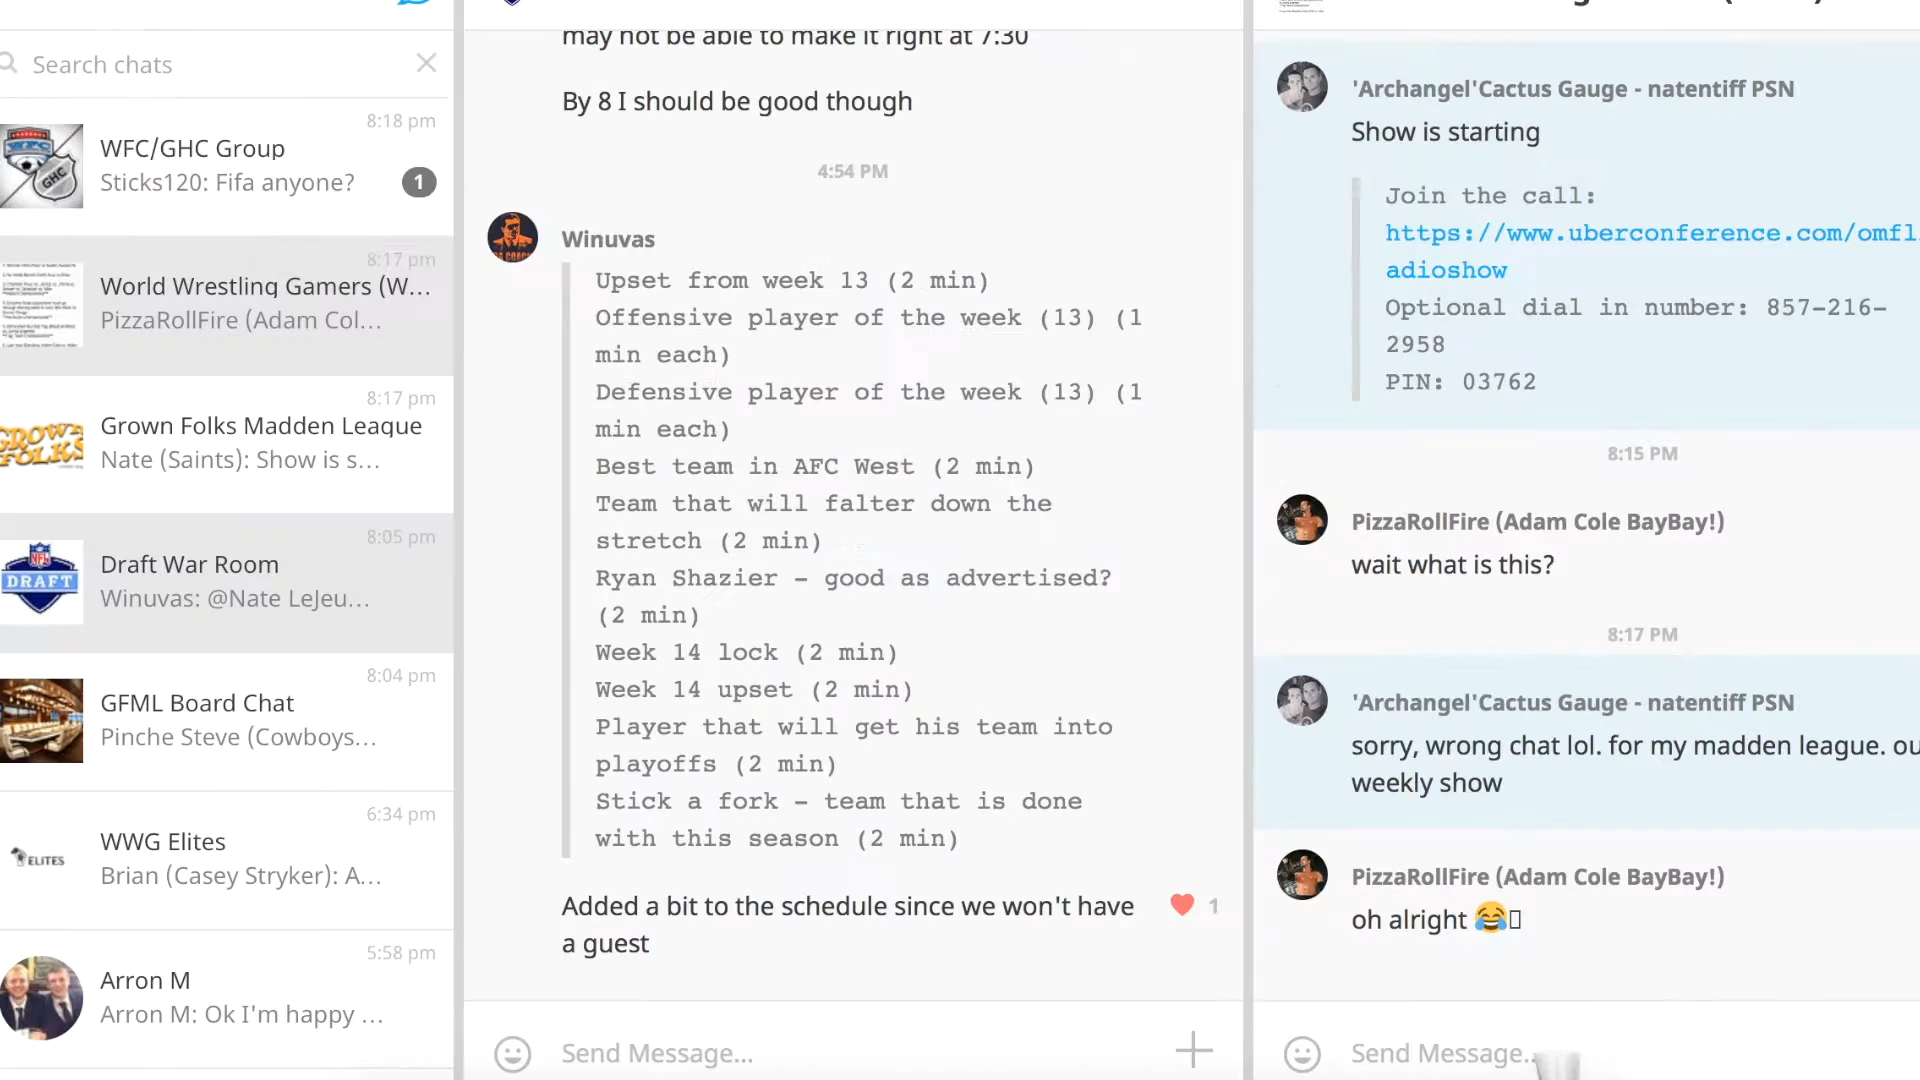 Search chats
8:18 pm
WFC/GHC Group
Sticks120: Fifa anyone?
1
8:17 pm
World Wrestling Gamers (W...
PizzaRollFire (Adam Col...
8:17 pm
Grown Folks Madden League
Nate (Saints): Show is s...
8:05 pm
Draft War Room
Winuvas: @Nate LeJeu...
8:04 pm
GFML Board Chat
Pinche Steve (Cowboys...
6:34 pm
WWG Elites
Brian (Casey Stryker): A...
5:58 pm
Arron M
Arron M: Ok I'm happy ...
WFC
GHC
GROWN
FOLKS
NFL
DRAFT
ELITES
may not be able to make it right at 7:30
By 8 I should be good though
4:54 PM
Winuvas
Upset from week 13 (2 min)
Offensive player of the week (13) (1
min each)
Defensive player of the week (13) (1
min each)
Best team in AFC West (2 min)
Team that will falter down the
stretch (2 min)
Ryan Shazier – good as advertised?
(2 min)
Week 14 lock (2 min)
Week 14 upset (2 min)
Player that will get his team into
playoffs (2 min)
Stick a fork – team that is done
with this season (2 min)
Added a bit to the schedule since we won't have
a guest
1
Send Message...
'Archangel'Cactus Gauge - natentiff PSN
Show is starting
Join the call:
https://www.uberconference.com/omfl
adioshow
Optional dial in number: 857-216-
2958
PIN: 03762
8:15 PM
PizzaRollFire (Adam Cole BayBay!)
wait what is this?
8:17 PM
'Archangel'Cactus Gauge - natentiff PSN
sorry, wrong chat lol. for my madden league. ou
weekly show
PizzaRollFire (Adam Cole BayBay!)
oh alright 😂
Send Message..